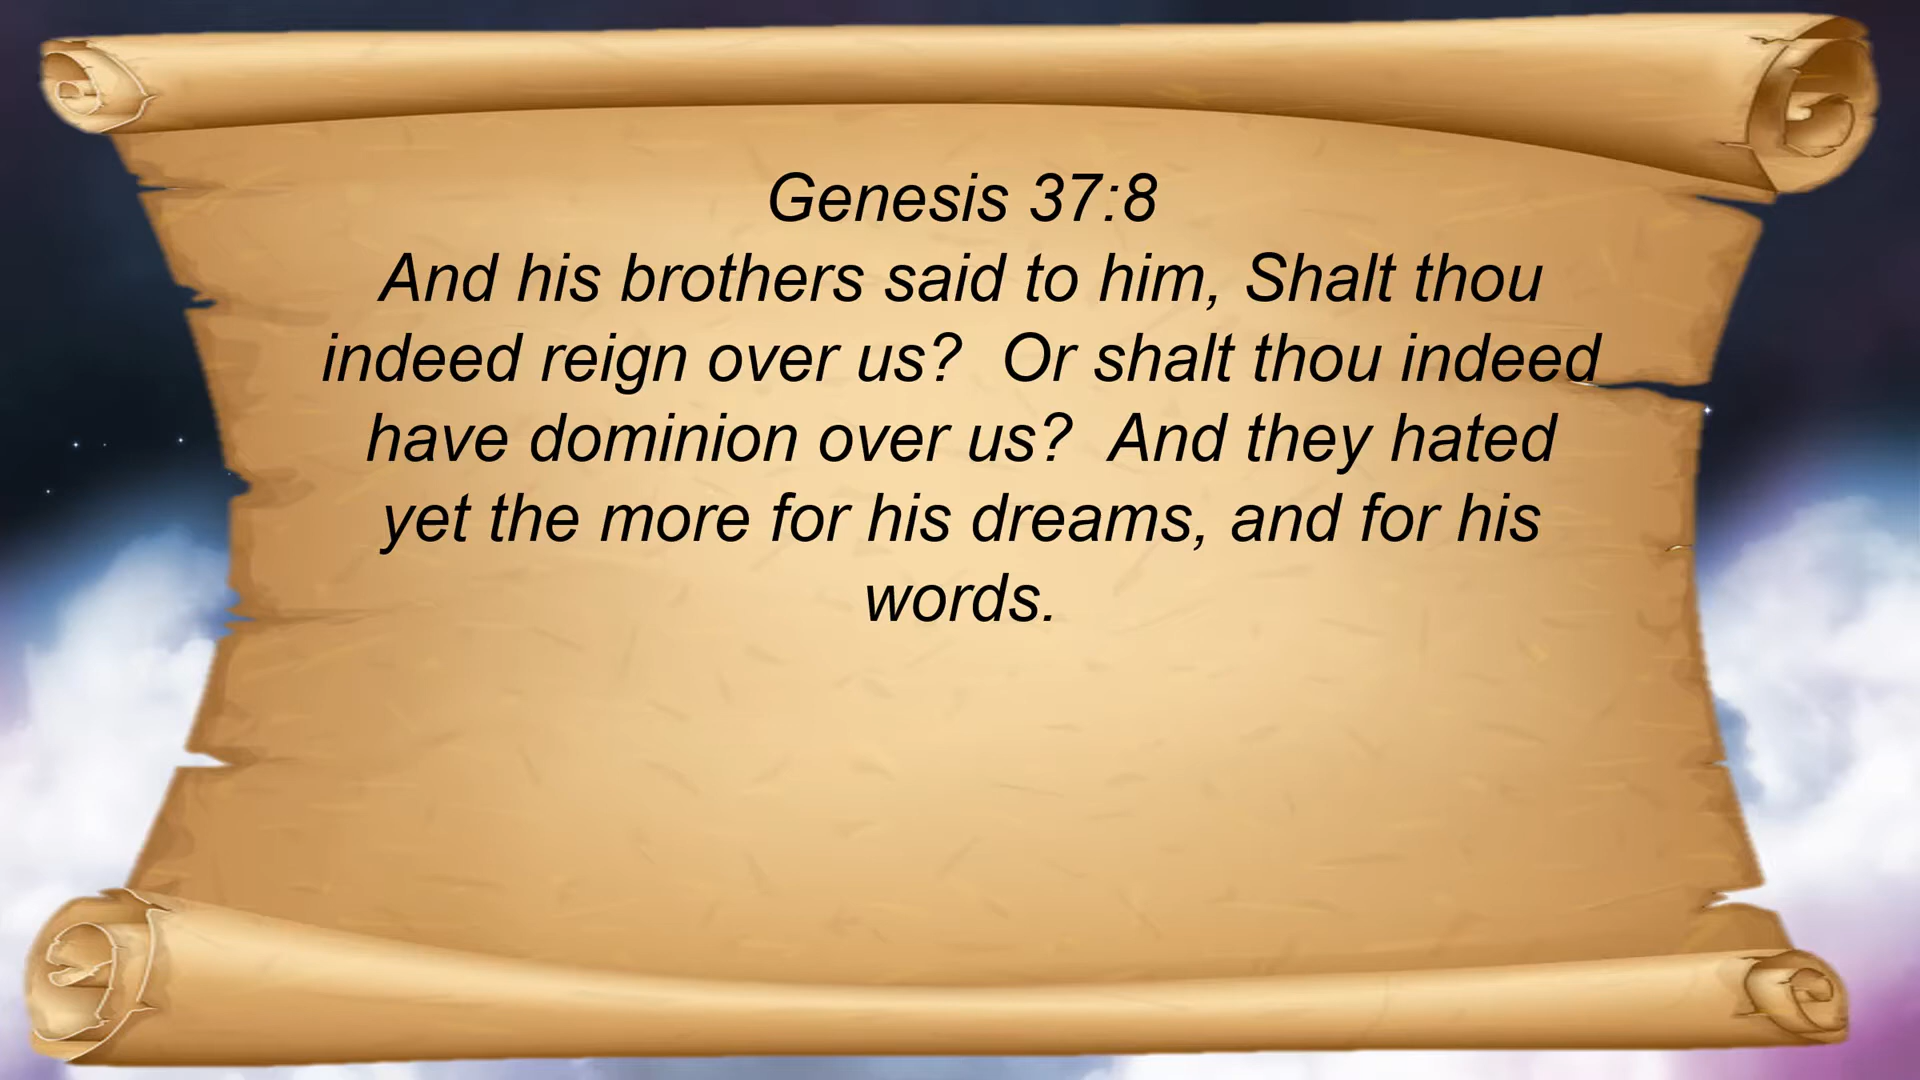 Genesis 37:8
And his brothers said to him, Shalt thou
indeed reign over us?  Or shalt thou indeed
have dominion over us?  And they hated
yet the more for his dreams, and for his
words.